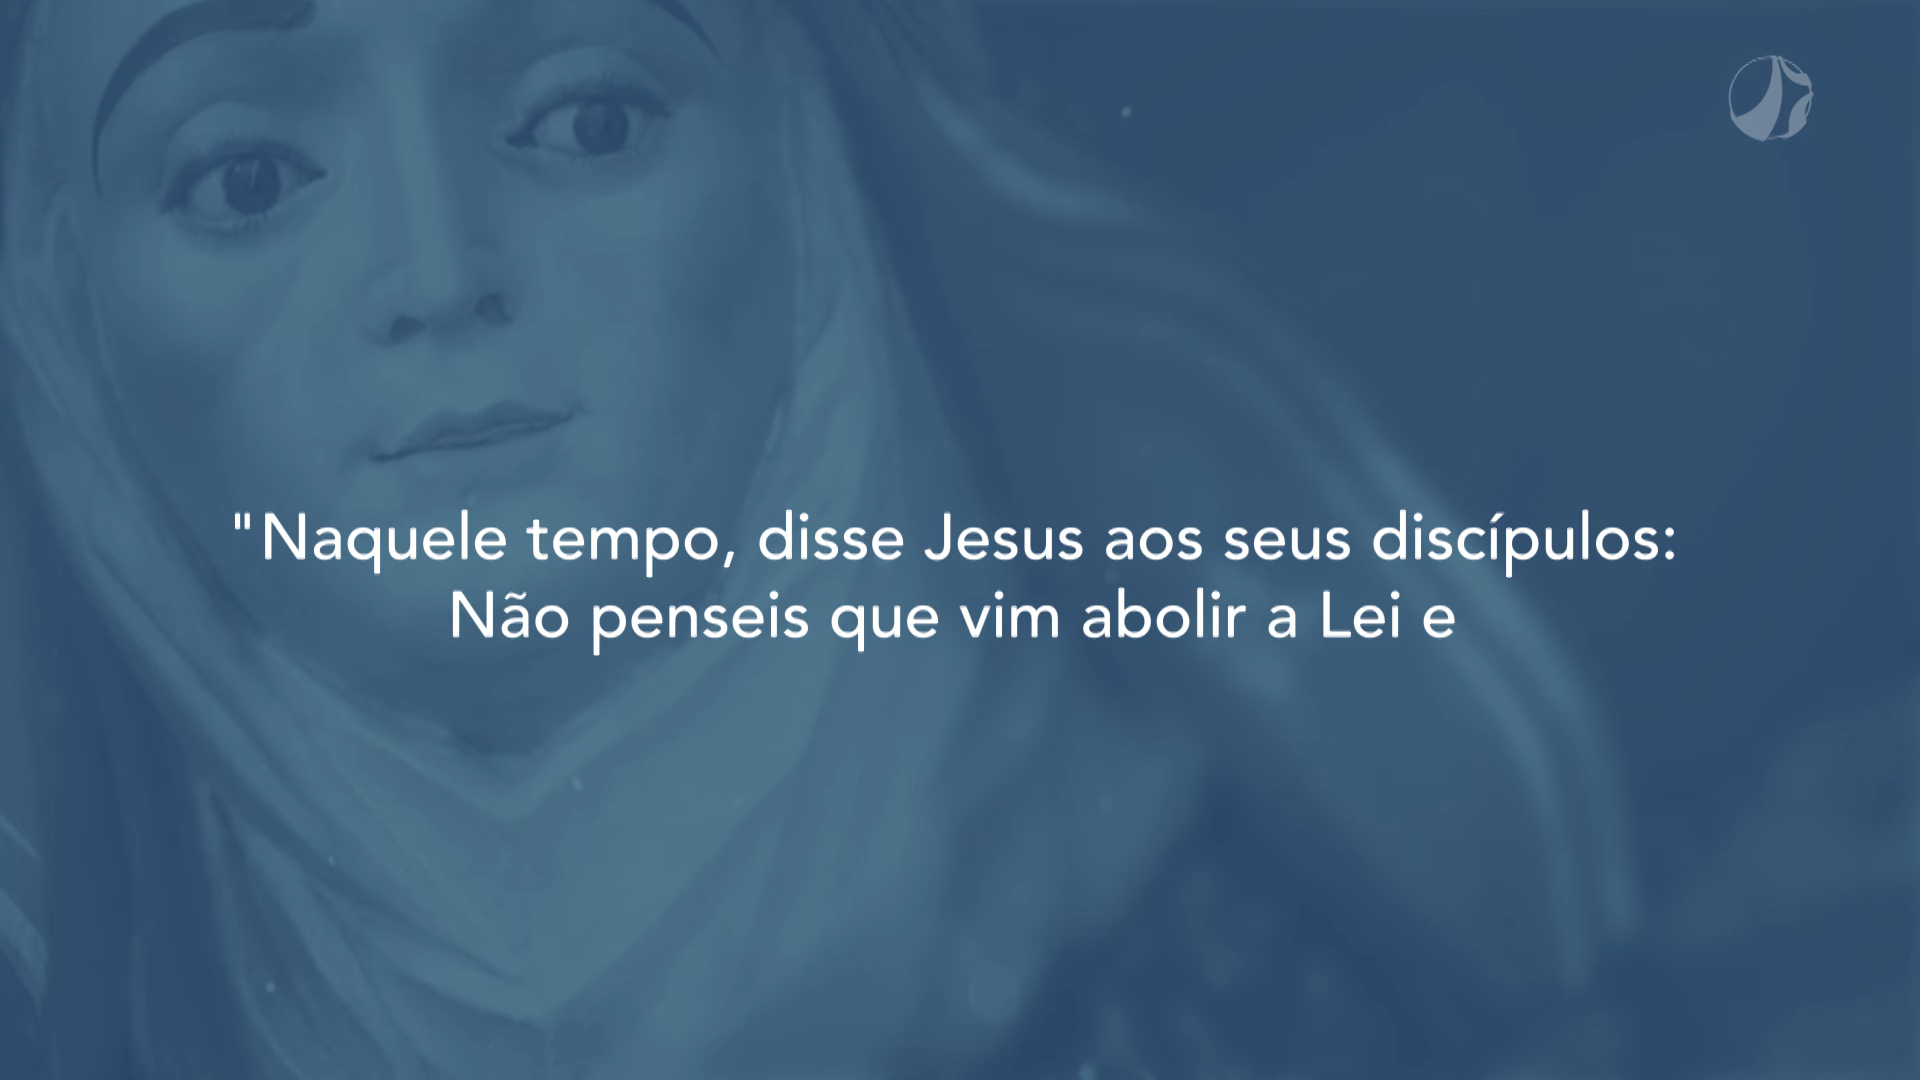 "Naquele tempo, disse Jesus aos seus discípulos:
Não penseis que vim abolir a Lei e